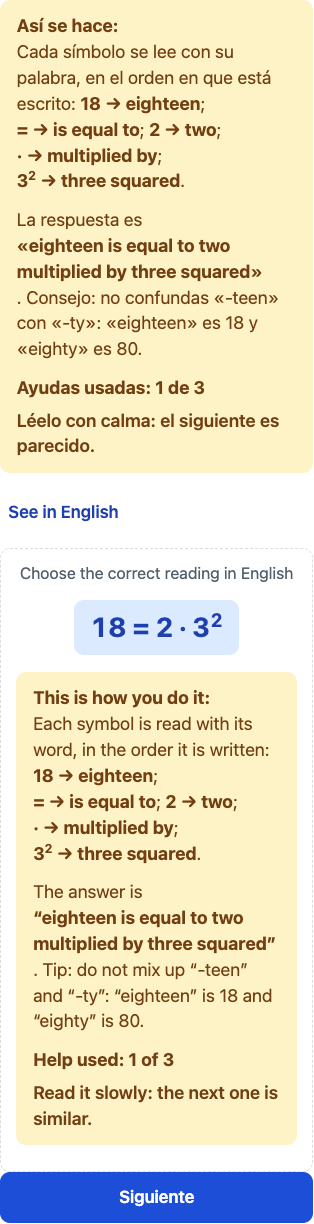 Así se hace:
Cada símbolo se lee con su
palabra, en el orden en que está
escrito: 18 → eighteen;
= → is equal to; 2 → two;
· → multiplied by;
3² → three squared.
La respuesta es
«eighteen is equal to two
multiplied by three squared»
. Consejo: no confundas «-teen»
con «-ty»: «eighteen» es 18 y
«eighty» es 80.
Ayudas usadas: 1 de 3
Léelo con calma: el siguiente es
parecido.
See in English
Choose the correct reading in English
18 = 2 · 3²
This is how you do it:
Each symbol is read with its
word, in the order it is written:
18 → eighteen;
= → is equal to; 2 → two;
· → multiplied by;
3² → three squared.
The answer is
“eighteen is equal to two
multiplied by three squared”
. Tip: do not mix up “-teen”
and “-ty”: “eighteen” is 18 and
“eighty” is 80.
Help used: 1 of 3
Read it slowly: the next one is
similar.
Siguiente